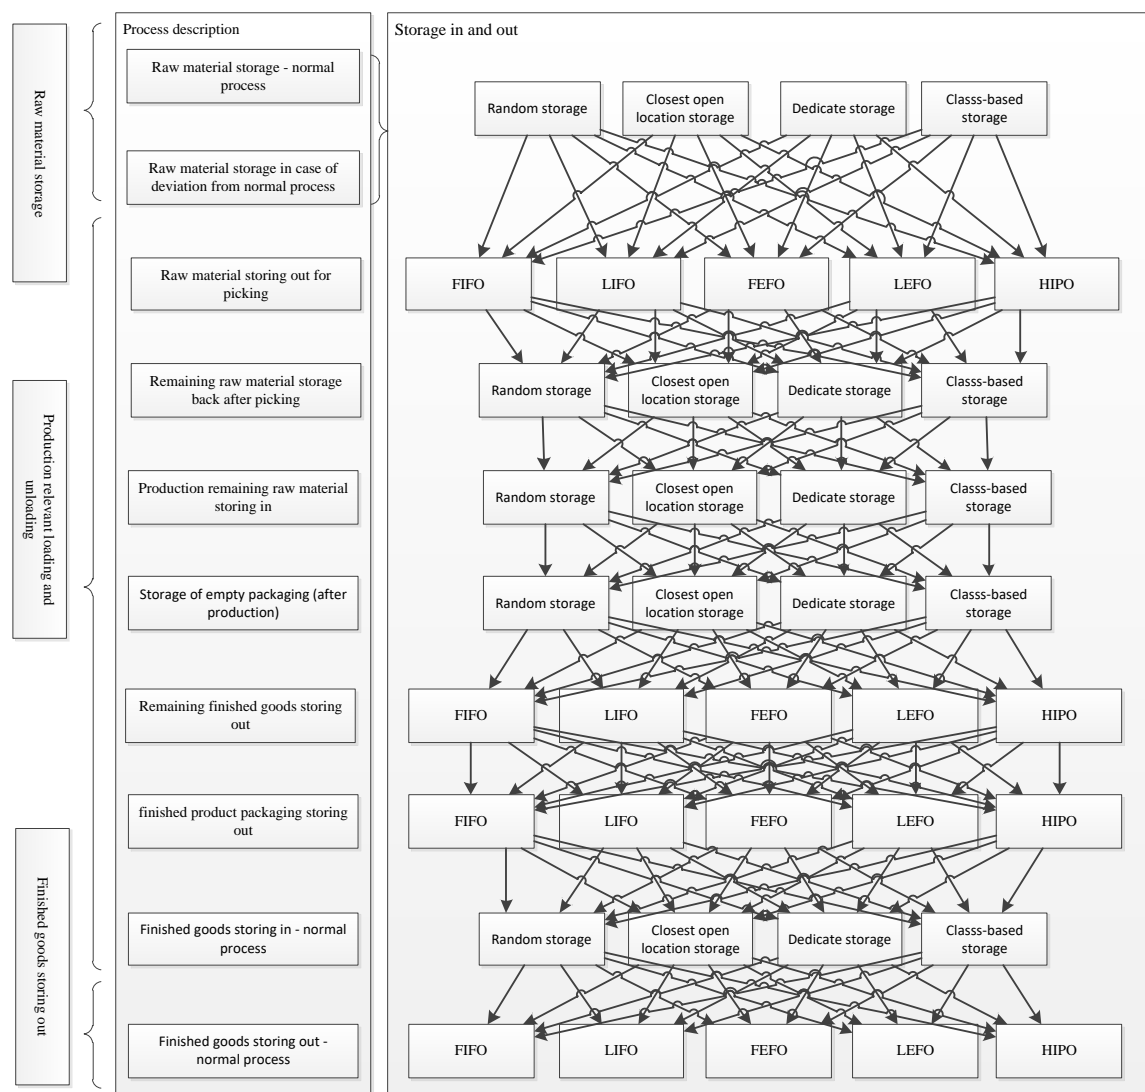 Process description
Storage in and out
Raw material storage
Raw material storage - normal
process
Random storage
Closest open
location storage
Dedicate storage
Classs-based
storage
Raw material storage in case of
deviation from normal process
Raw material storing out for
picking
FIFO
LIFO
FEFO
LEFO
HIPO
Production relevant loading and
unloading
Remaining raw material storage
back after picking
Random storage
Closest open
location storage
Dedicate storage
Classs-based
storage
Production remaining raw material
storing in
Random storage
Closest open
location storage
Dedicate storage
Classs-based
storage
Storage of empty packaging (after
production)
Random storage
Closest open
location storage
Dedicate storage
Classs-based
storage
Remaining finished goods storing
out
FIFO
LIFO
FEFO
LEFO
HIPO
finished product packaging storing
out
FIFO
LIFO
FEFO
LEFO
HIPO
Finished goods storing out
Finished goods storing in - normal
process
Random storage
Closest open
location storage
Dedicate storage
Classs-based
storage
Finished goods storing out -
normal process
FIFO
LIFO
FEFO
LEFO
HIPO